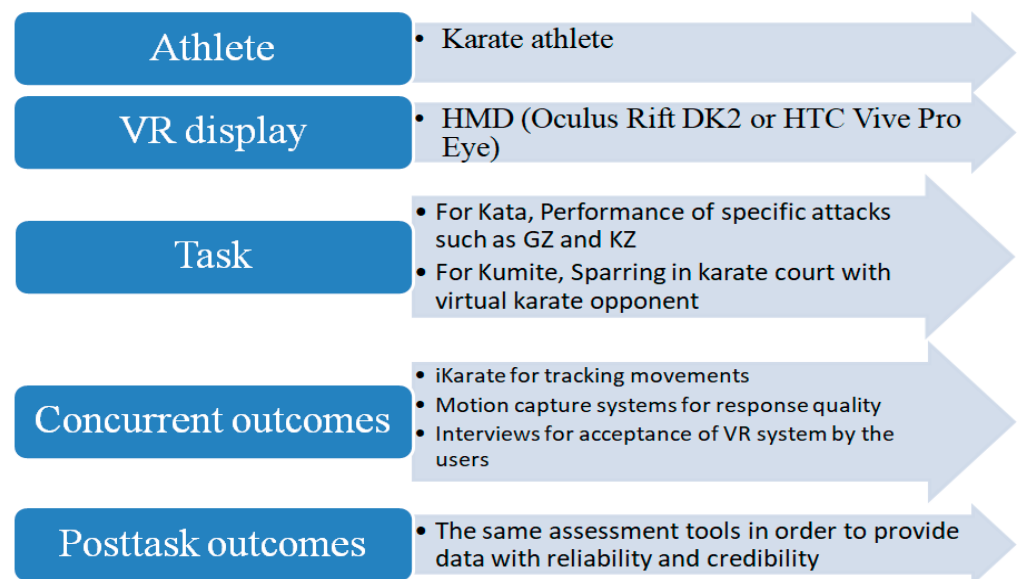 Athlete
• Karate athlete
VR display
• HMD (Oculus Rift DK2 or HTC Vive Pro
Eye)
Task
• For Kata, Performance of specific attacks
such as GZ and KZ
• For Kumite, Sparring in karate court with
virtual karate opponent
Concurrent outcomes
• iKarate for tracking movements
• Motion capture systems for response quality
• Interviews for acceptance of VR system by the
users
Posttask outcomes
• The same assessment tools in order to provide
data with reliability and credibility